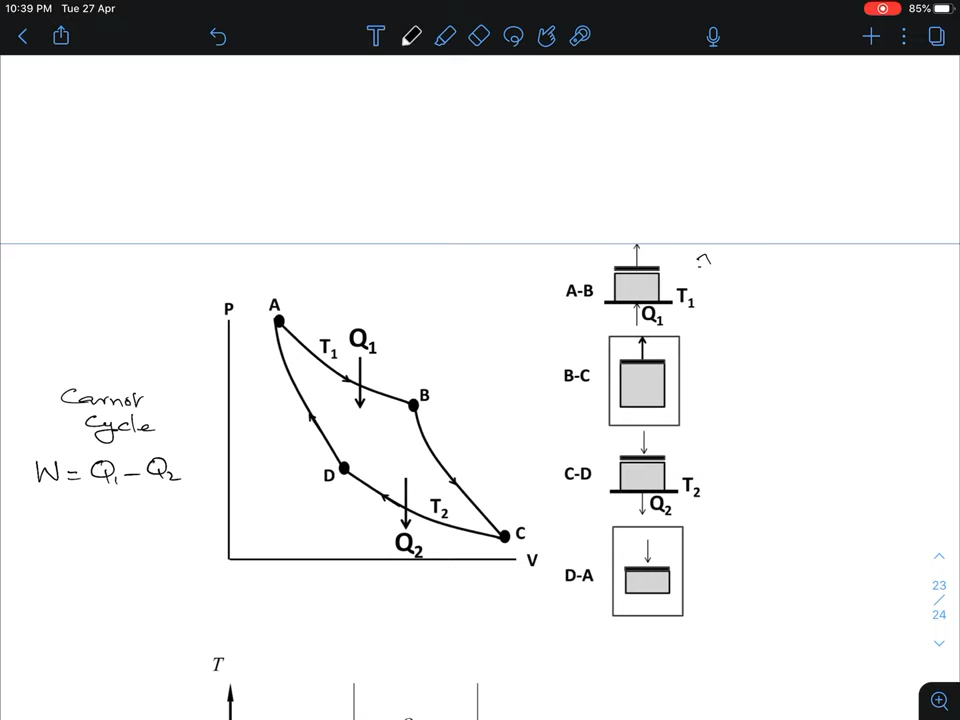 10:39 PM Tue 27 Apr
85%
T
P
A
T1
Q1
B
D
T2
Q2
C
V
Carnot
Cycle
W = Q1 - Q2
A-B
T1
Q1
B-C
C-D
T2
Q2
D-A
23
/
24
T